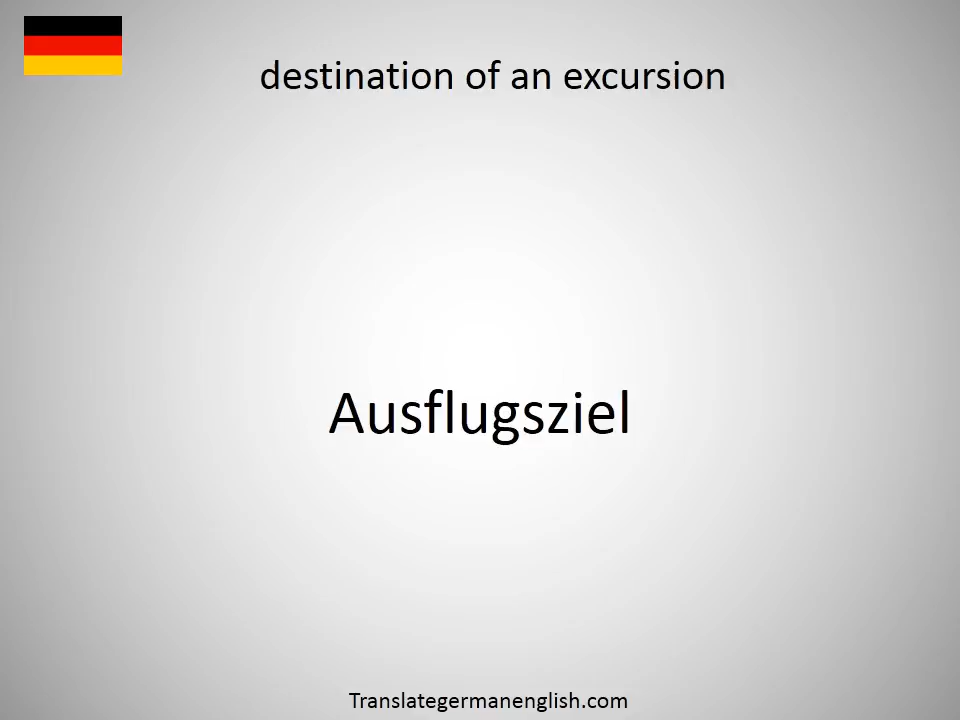 destination of an excursion
Ausflugsziel
Translategermanenglish.com